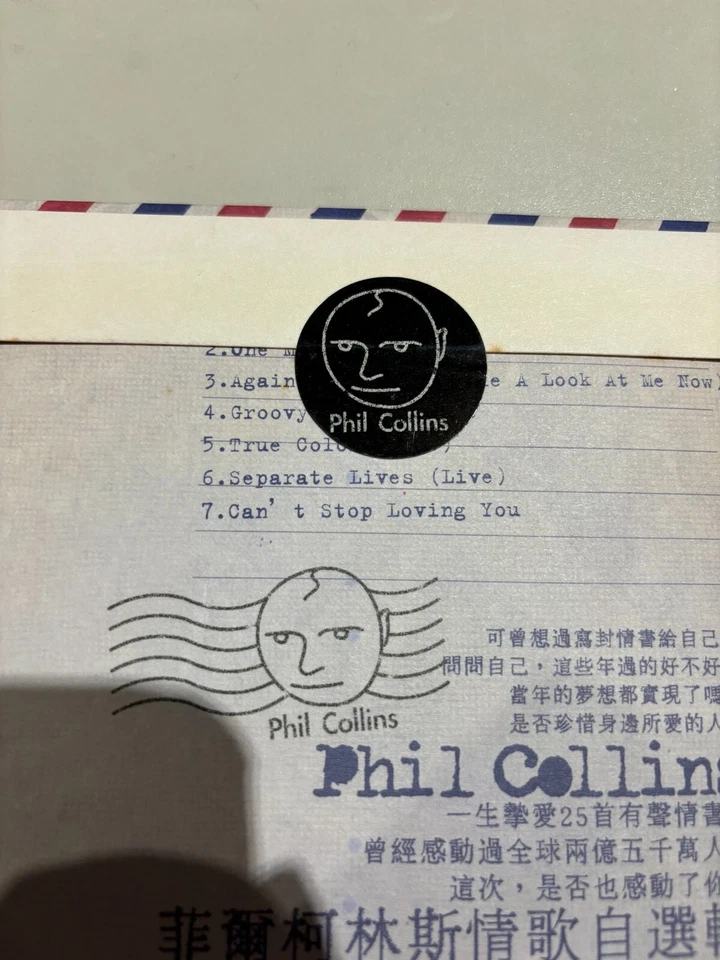 2.One M
3.Again
e A Look At Me Now)
4.Groovy
5.True Colo
6.Separate Lives (Live)
7.Can't Stop Loving You
Phil Collins
Phil Collins
可曾想過寫封情書給自己
問問自己，這些年過的好不好
當年的夢想都實現了嗎
是否珍惜身邊所愛的人
Phil Collins
一生摯愛25首有聲情書
曾經感動過全球兩億五千萬人
這次，是否也感動了你
菲爾柯林斯情歌自選輯